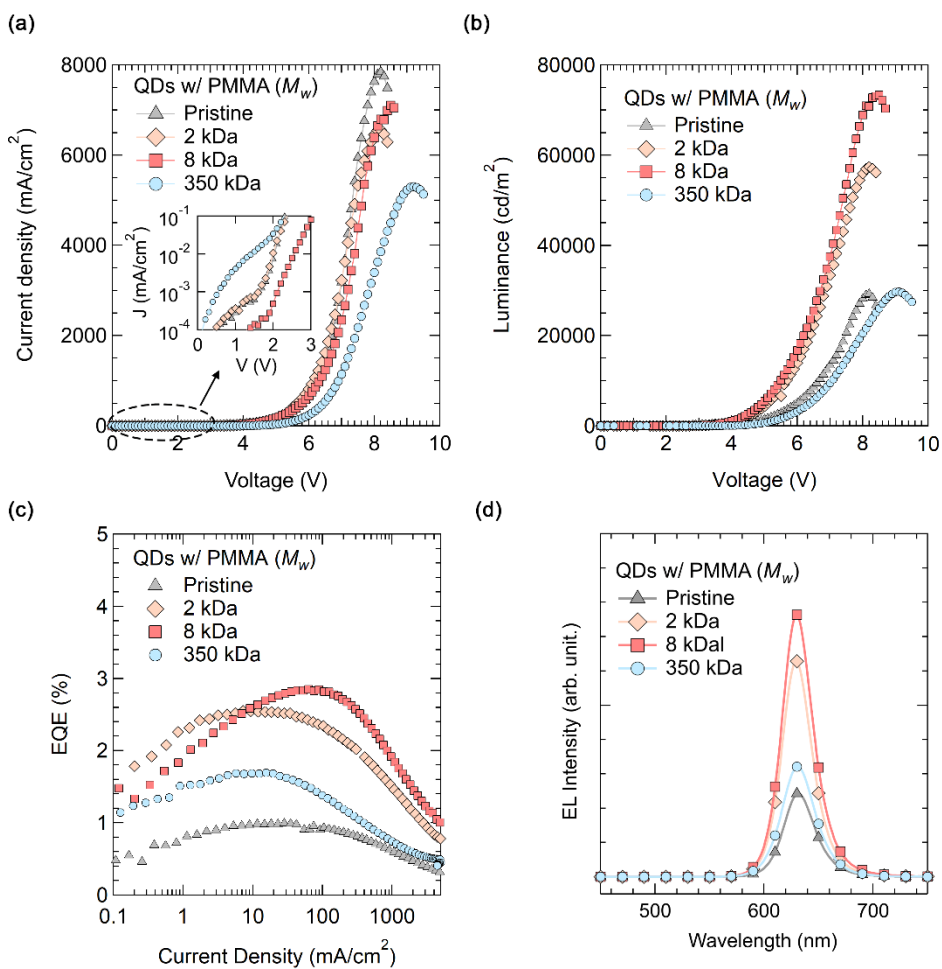 (a)
8000
6000
4000
2000
0
Current density (mA/cm²)
QDs w/ PMMA (Mw)
Pristine
2 kDa
8 kDa
350 kDa
10⁻¹
10⁻²
10⁻³
10⁻⁴
J (mA/cm²)
0 1 2 3
V (V)
0 2 4 6 8 10
Voltage (V)
(b)
80000
60000
40000
20000
0
Luminance (cd/m²)
QDs w/ PMMA (Mw)
Pristine
2 kDa
8 kDa
350 kDa
0 2 4 6 8 10
Voltage (V)
(c)
5
4
3
2
1
0
EQE (%)
QDs w/ PMMA (Mw)
Pristine
2 kDa
8 kDa
350 kDa
0.1 1 10 100 1000
Current Density (mA/cm²)
(d)
EL Intensity (arb. unit.)
QDs w/ PMMA (Mw)
Pristine
2 kDa
8 kDal
350 kDa
500 600 700
Wavelength (nm)